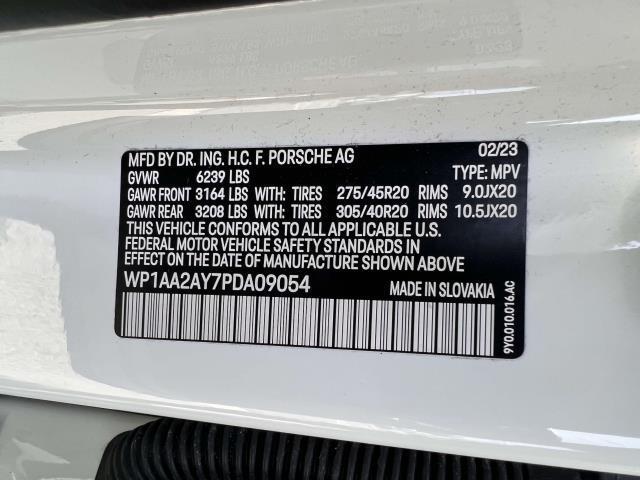 MFD BY DR. ING. H.C. F. PORSCHE AG 02/23
GVWR 6239 LBS TYPE: MPV
GAWR FRONT 3164 LBS WITH: TIRES 275/45R20 RIMS 9.0JX20
GAWR REAR 3208 LBS WITH: TIRES 305/40R20 RIMS 10.5JX20
THIS VEHICLE CONFORMS TO ALL APPLICABLE U.S.
FEDERAL MOTOR VEHICLE SAFETY STANDARDS IN
EFFECT ON THE DATE OF MANUFACTURE SHOWN ABOVE.
WP1AA2AY7PDA09054 MADE IN SLOVAKIA
9Y0.010.016.AC